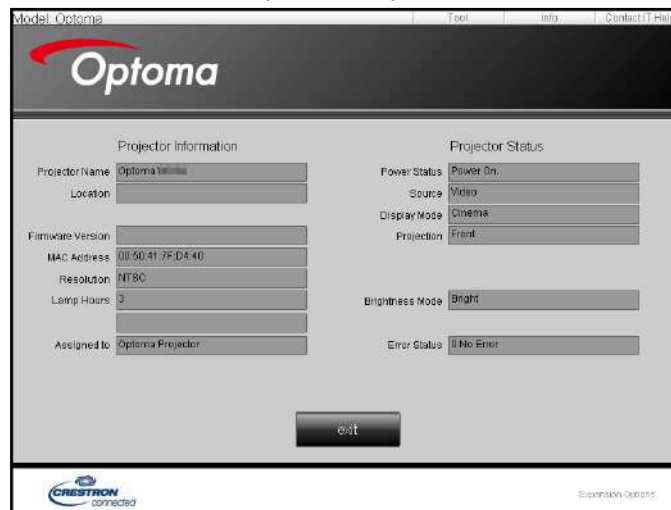 Model: Optoma
Tool Info Contact IT Hel
Optoma
Projector Information
Projector Name Optoma
Location
Firmware Version
MAC Address 00:50:41:7F:D4:40
Resolution NTSC
Lamp Hours 3
Assigned to Optoma Projector
Projector Status
Power Status Power On.
Source Video
Display Mode Cinema
Projection Front
Brightness Mode Bright
Error Status 0:No Error
exit
CRESTRON
connected
Expansion Options